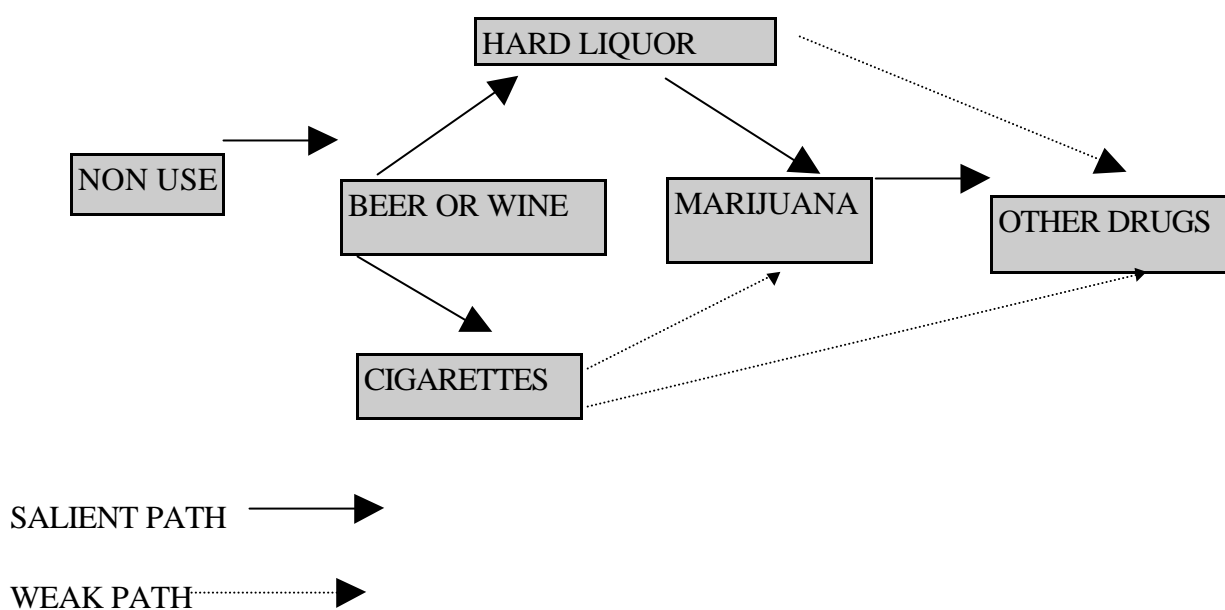 HARD LIQUOR
NON USE
BEER OR WINE
MARIJUANA
OTHER DRUGS
CIGARETTES
SALIENT PATH
WEAK PATH